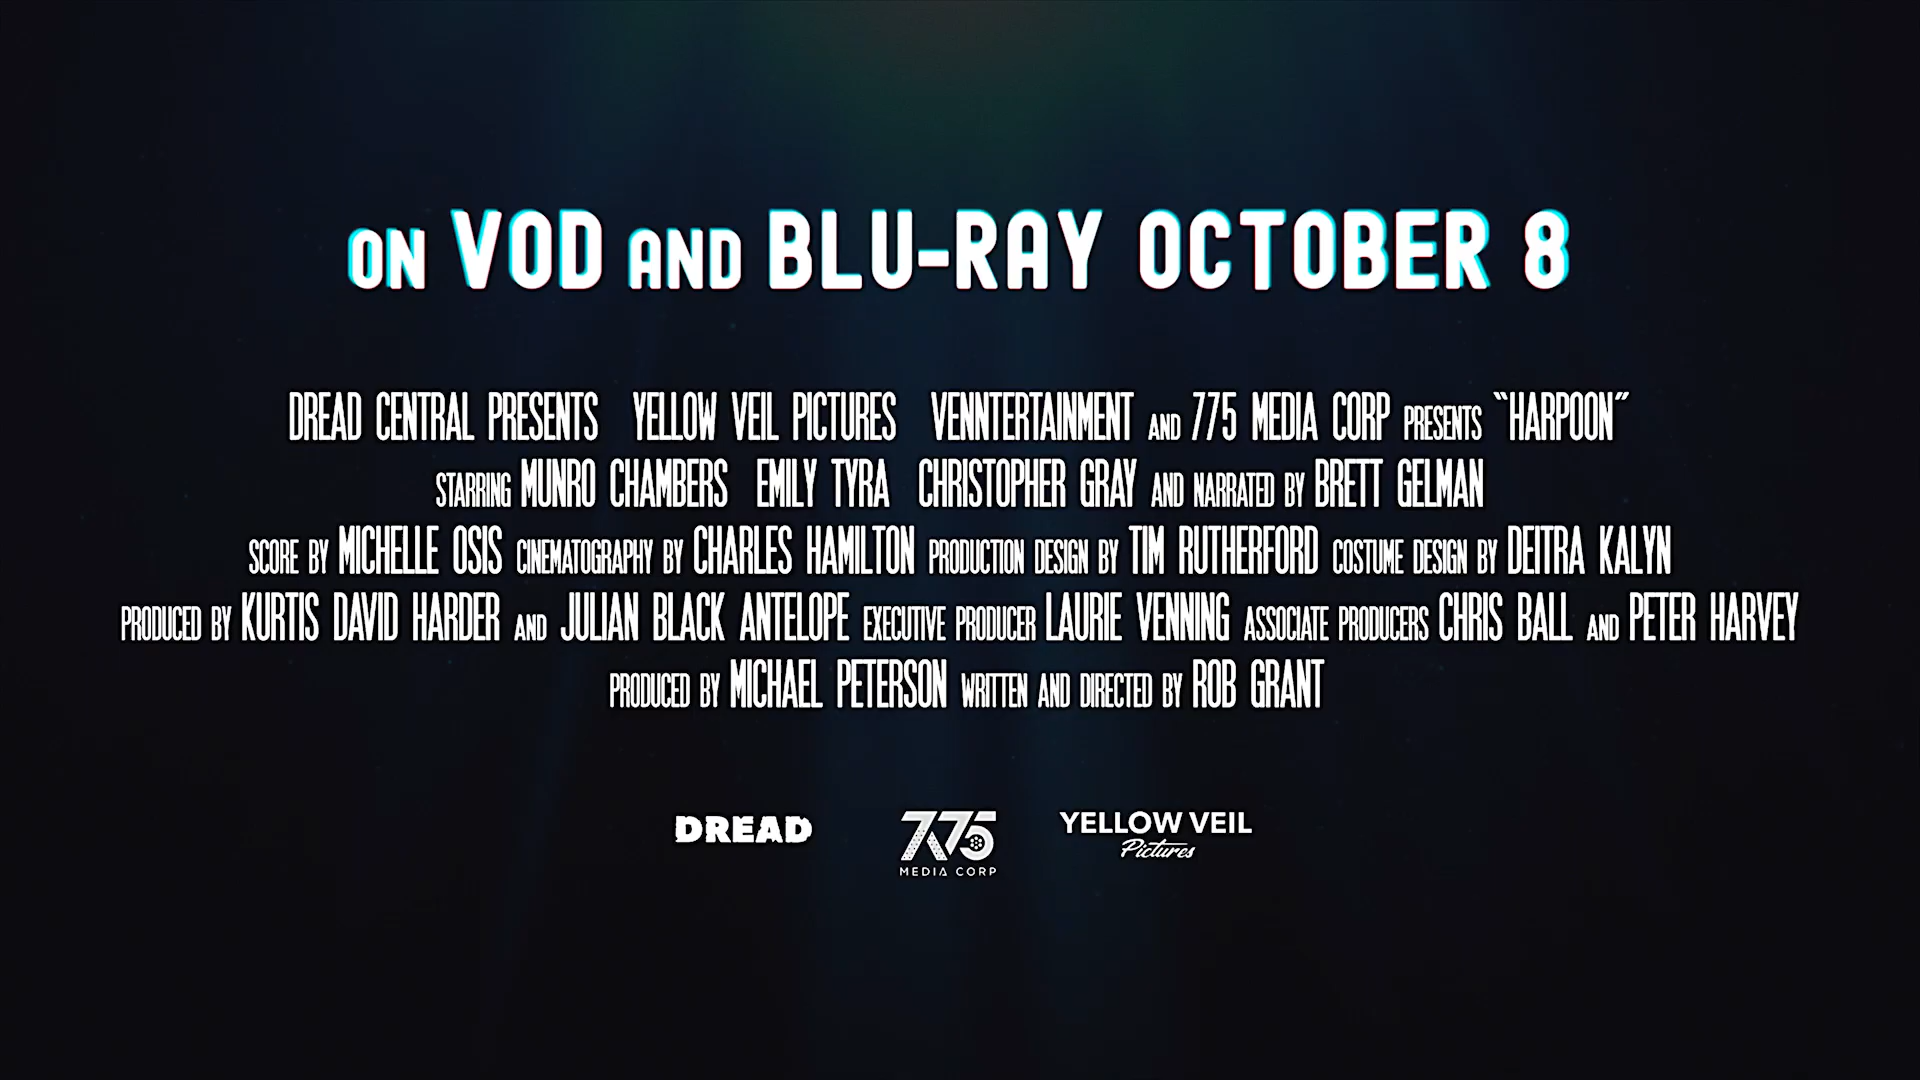 ON VOD AND BLU-RAY OCTOBER 8
DREAD CENTRAL PRESENTS YELLOW VEIL PICTURES VENNTERTAINMENT AND 775 MEDIA CORP PRESENTS “HARPOON”
STARRING MUNRO CHAMBERS EMILY TYRA CHRISTOPHER GRAY AND NARRATED BY BRETT GELMAN
SCORE BY MICHELLE OSIS CINEMATOGRAPHY BY CHARLES HAMILTON PRODUCTION DESIGN BY TIM RUTHERFORD COSTUME DESIGN BY DEITRA KALYN
PRODUCED BY KURTIS DAVID HARDER AND JULIAN BLACK ANTELOPE EXECUTIVE PRODUCER LAURIE VENNING ASSOCIATE PRODUCERS CHRIS BALL AND PETER HARVEY
PRODUCED BY MICHAEL PETERSON WRITTEN AND DIRECTED BY ROB GRANT
DREAD
775
MEDIA CORP
YELLOW VEIL
Pictures